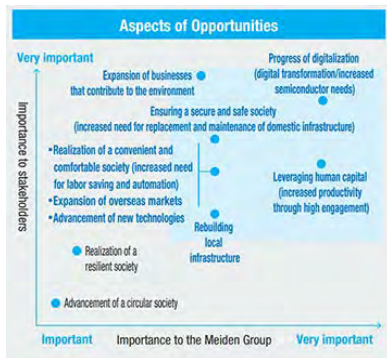 Aspects of Opportunities
Very important
Progress of digitalization
(digital transformation/increased
semiconductor needs)
Expansion of businesses
that contribute to the environment
Ensuring a secure and safe society
(increased need for replacement and maintenance of domestic infrastructure)
•Realization of a convenient and
comfortable society (increased need
for labor saving and automation)
•Expansion of overseas markets
•Advancement of new technologies
Leveraging human capital
(increased productivity
through high engagement)
Rebuilding
local
infrastructure
Realization of a
resilient society
Advancement of a circular society
Importance to
stakeholders
Important
Importance to the Meiden Group
Very important